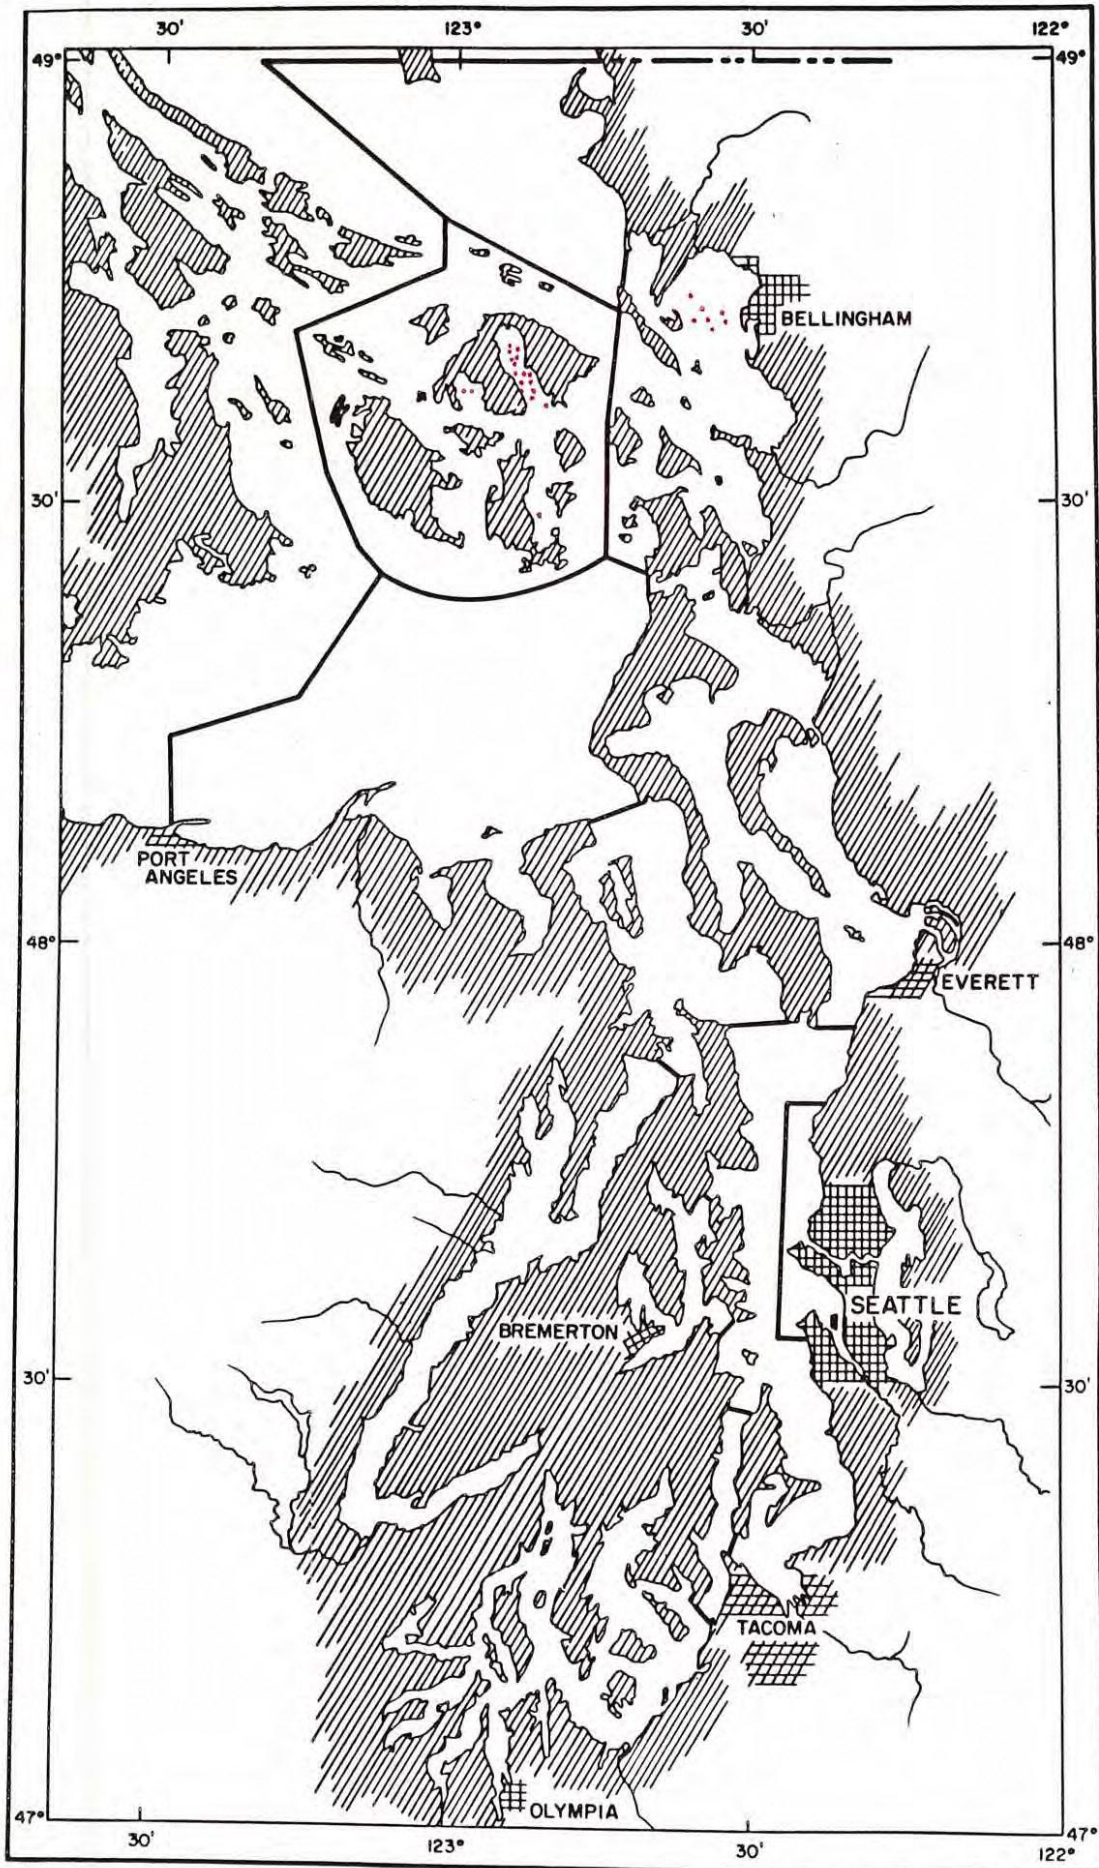 30' 123° 30' 122°
49° 49°
BELLINGHAM
30' 30'
PORT
ANGELES
48° 48°
EVERETT
SEATTLE
BREMERTON
30' 30'
TACOMA
OLYMPIA
47° 47°
30' 123° 30' 122°